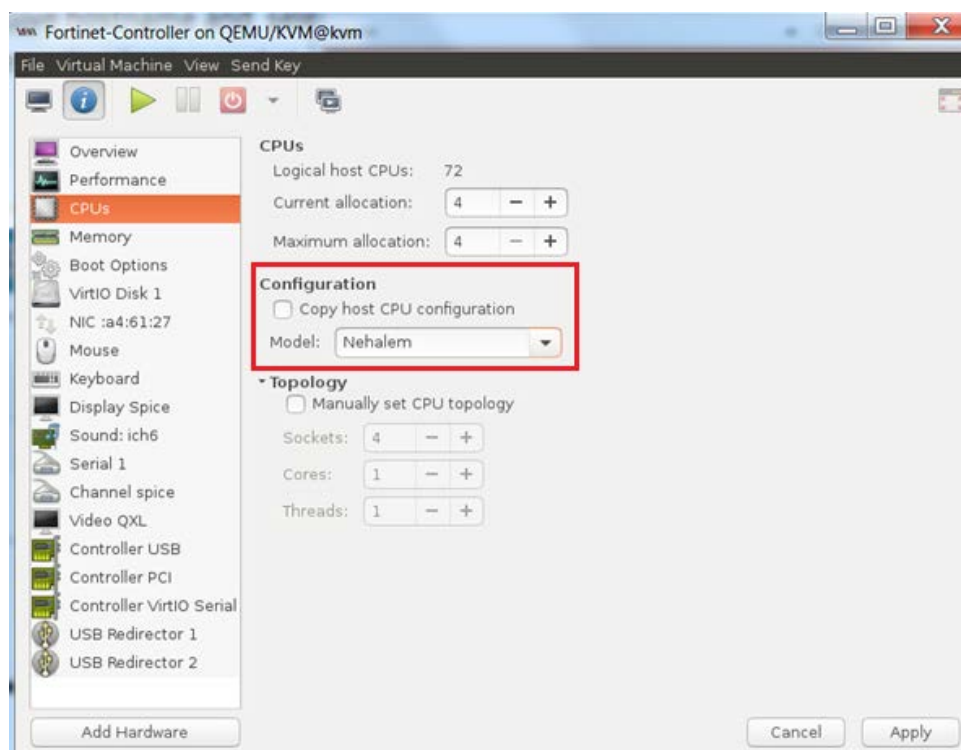 Fortinet-Controller on QEMU/KVM@kvm
File Virtual Machine View Send Key
Overview
Performance
CPUs
Memory
Boot Options
VirtIO Disk 1
NIC :a4:61:27
Mouse
Keyboard
Display Spice
Sound: ich6
Serial 1
Channel spice
Video QXL
Controller USB
Controller PCI
Controller VirtIO Serial
USB Redirector 1
USB Redirector 2
Add Hardware
CPUs
Logical host CPUs: 72
Current allocation: 4 − +
Maximum allocation: 4 − +
Configuration
Copy host CPU configuration
Model: Nehalem
Topology
Manually set CPU topology
Sockets: 4 − +
Cores: 1 − +
Threads: 1 − +
Cancel Apply